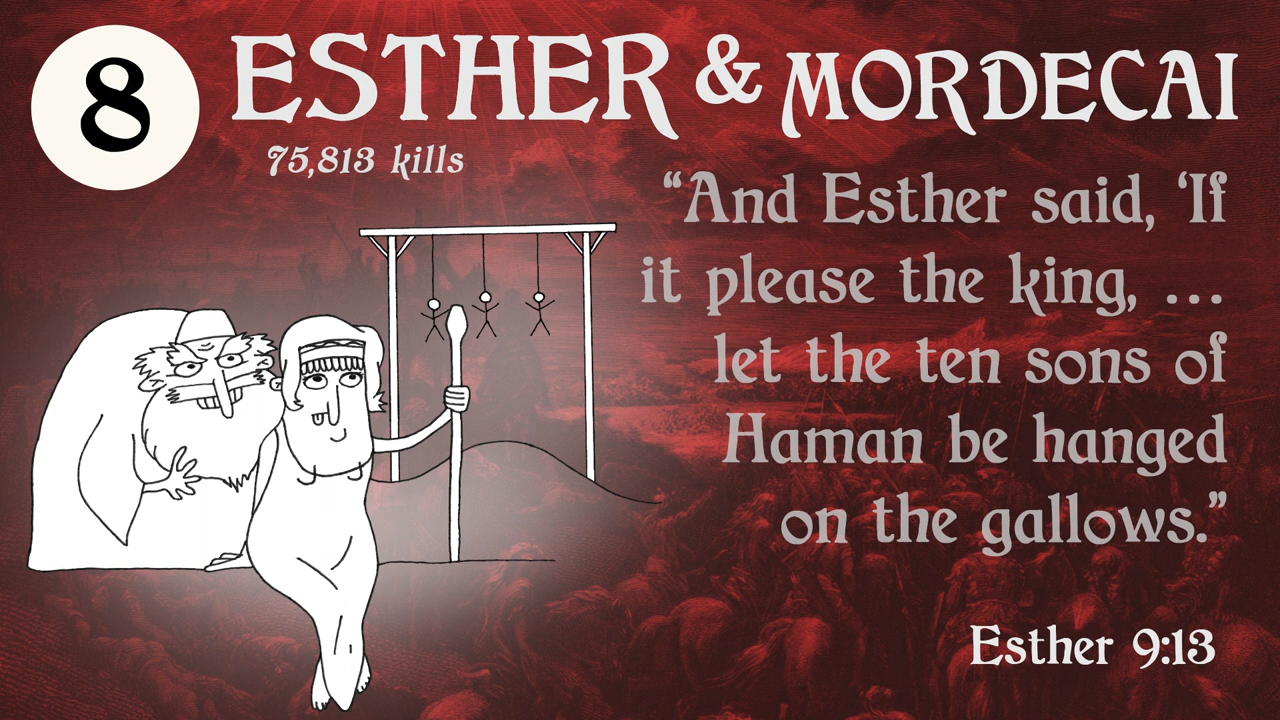 8
ESTHER & MORDECAI
75,813 kills
“And Esther said, ‘If
it please the king, ...
let the ten sons of
Haman be hanged
on the gallows.”
Esther 9:13